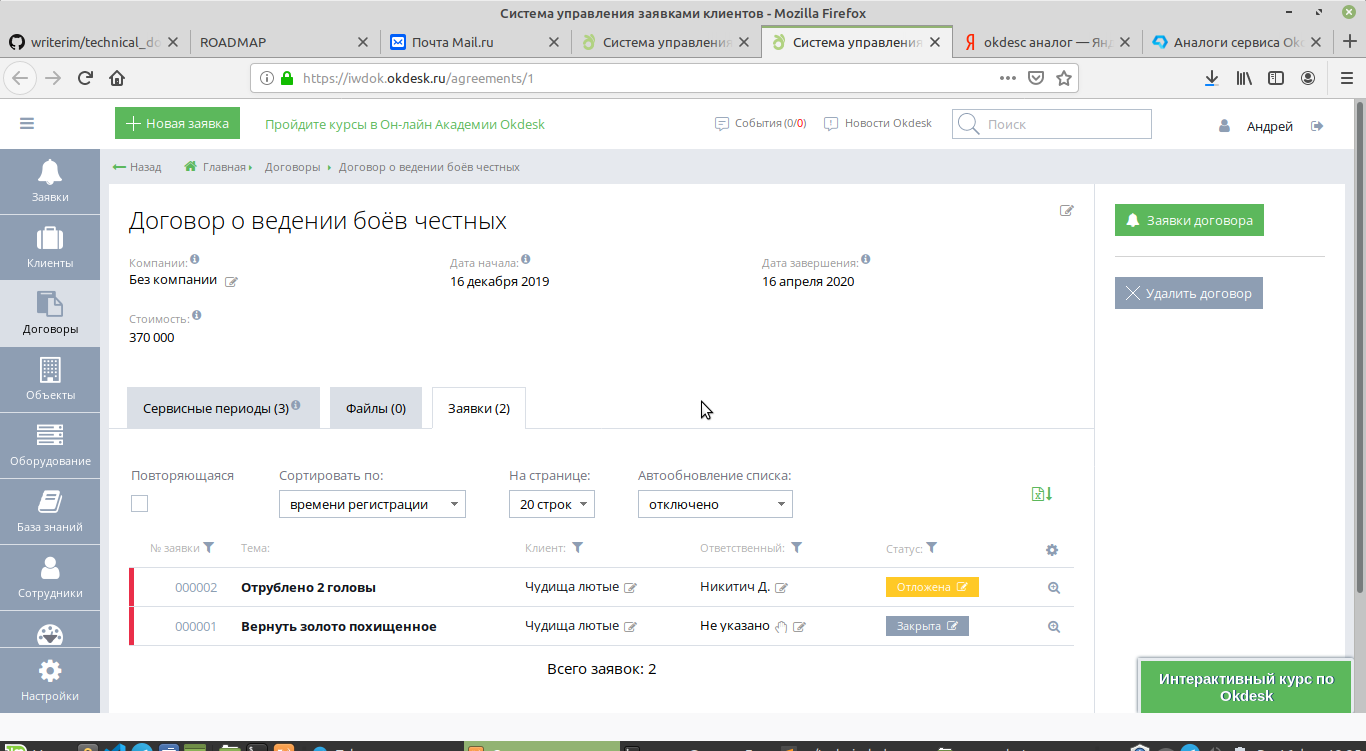 Система управления заявками клиентов - Mozilla Firefox
writerim/technical_do
ROADMAP
Почта Mail.ru
Система управления
Система управления
okdesc аналог — Янд
Аналоги сервиса Okd
https://iwdok.okdesk.ru/agreements/1
Новая заявка
Пройдите курсы в Он-лайн Академии Okdesk
События (0/0)
Новости Okdesk
Поиск
Андрей
Назад
Главная
Договоры
Договор о ведении боёв честных
Заявки
Клиенты
Договоры
Объекты
Оборудование
База знаний
Сотрудники
Настройки
Договор о ведении боёв честных
Компании:
Дата начала:
Дата завершения:
Без компании
16 декабря 2019
16 апреля 2020
Стоимость:
370 000
Заявки договора
Удалить договор
Сервисные периоды (3)
Файлы (0)
Заявки (2)
Повторяющаяся
Сортировать по:
На странице:
Автообновление списка:
времени регистрации
20 строк
отключено
№ заявки
Тема:
Клиент:
Ответственный:
Статус:
000002
Отрублено 2 головы
Чудища лютые
Никитич Д.
Отложена
000001
Вернуть золото похищенное
Чудища лютые
Не указано
Закрыта
Всего заявок: 2
Интерактивный курс по
Okdesk